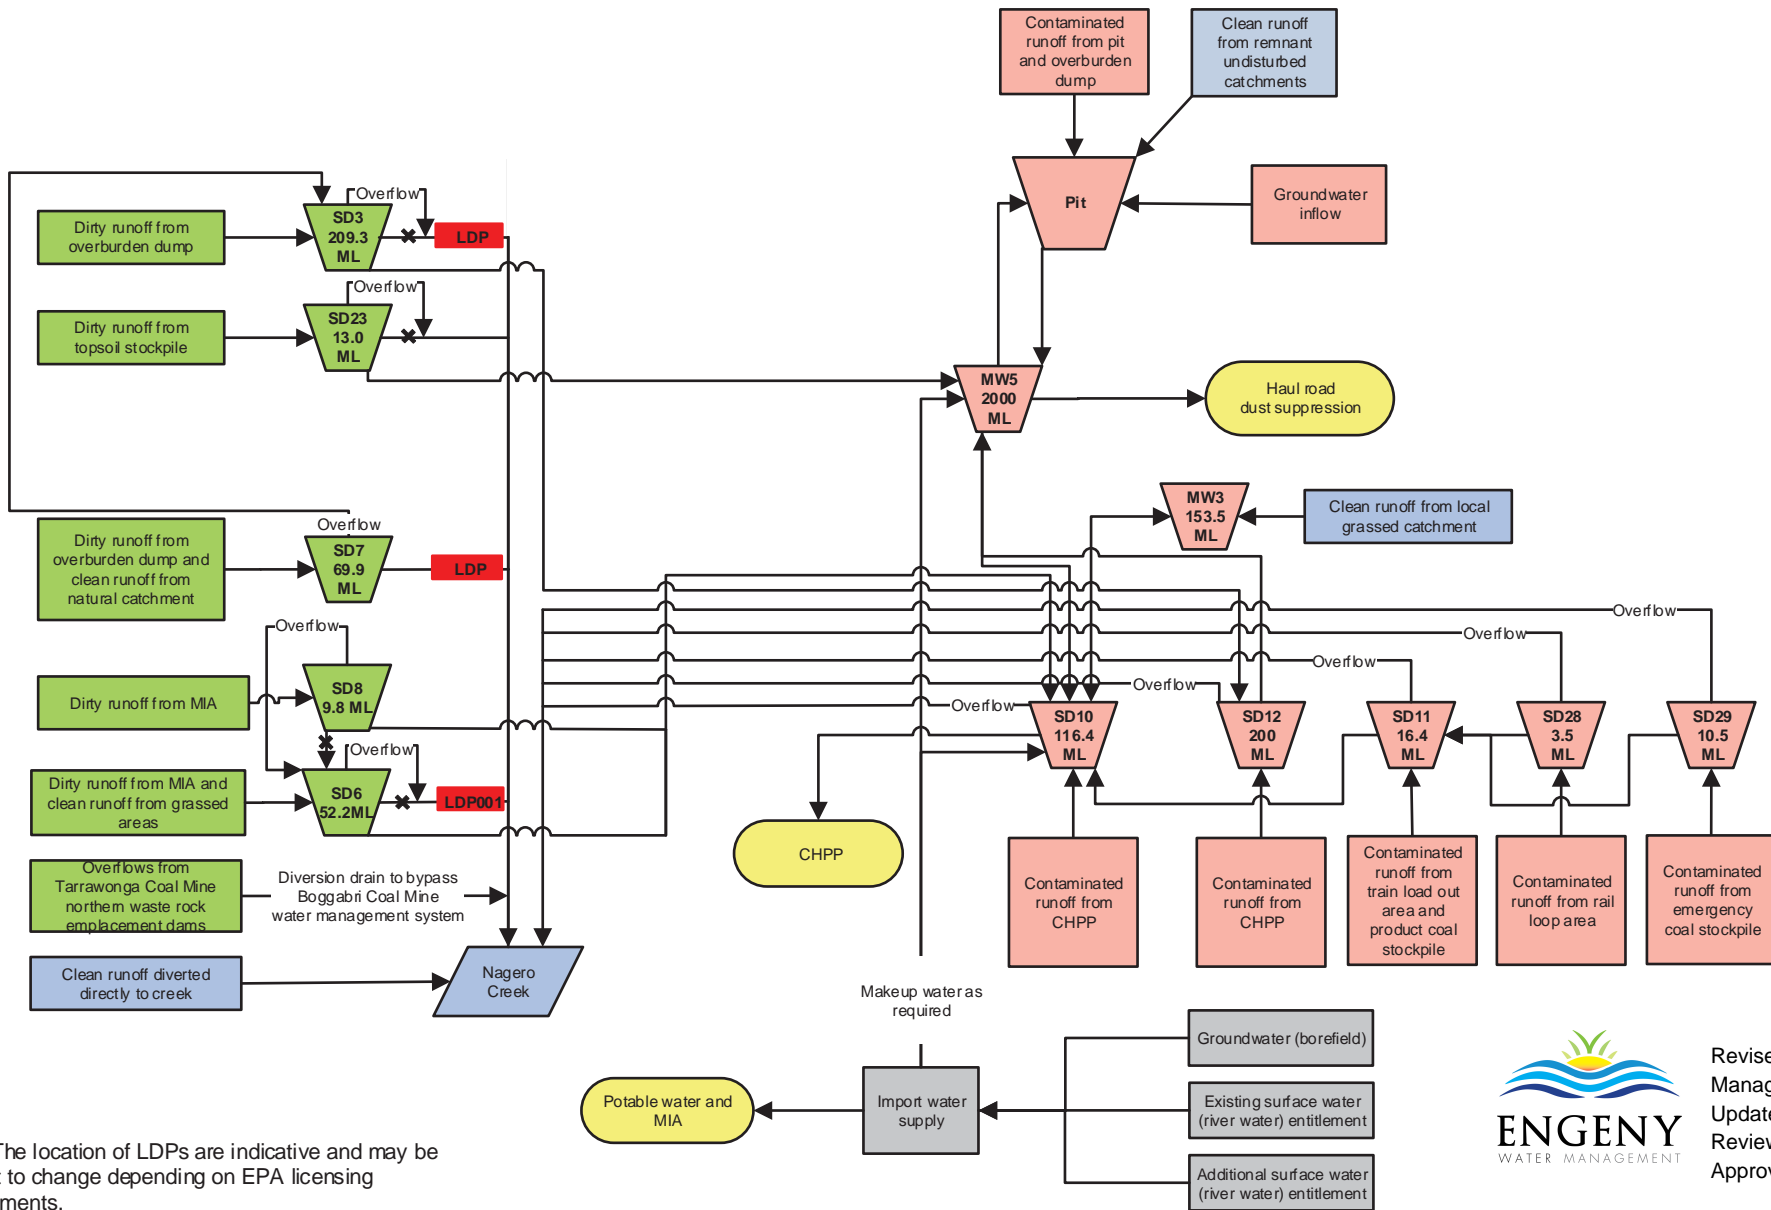 Contaminated
runoff from pit
and overburden
dump
Clean runoff
from remnant
undisturbed
catchments
Overflow
Dirty runoff from
overburden dump
SD3
209.3
ML
LDP
Pit
Groundwater
inflow
Overflow
Dirty runoff from
topsoil stockpile
SD23
13.0
ML
MW5
2000
ML
Haul road
dust suppression
MW3
153.5
ML
Clean runoff from local
grassed catchment
Overflow
Dirty runoff from
overburden dump and
clean runoff from
natural catchment
SD7
69.9
ML
LDP
Overflow
Overflow
Overflow
Overflow
Overflow
Overflow
Dirty runoff from MIA
SD8
9.8 ML
SD10
116.4
ML
SD12
200
ML
SD11
16.4
ML
SD28
3.5
ML
SD29
10.5
ML
Overflow
Dirty runoff from MIA and
clean runoff from grassed
areas
SD6
52.2ML
LDP001
CHPP
Contaminated
runoff from
CHPP
Contaminated
runoff from
CHPP
Contaminated
runoff from
train load out
area and
product coal
stockpile
Contaminated
runoff from rail
loop area
Contaminated
runoff from
emergency
coal stockpile
Overflows from
Tarrawonga Coal Mine
northern waste rock
emplacement dams
Diversion drain to bypass
Boggabri Coal Mine
water management system
Clean runoff diverted
directly to creek
Nagero
Creek
Makeup water as
required
Groundwater (borefield)
Potable water and
MIA
Import water
supply
Existing surface water
(river water) entitlement
Additional surface water
(river water) entitlement
ENGENY
WATER MANAGEMENT
Revise
Manag
Update
Review
Approv
The location of LDPs are indicative and may be
t to change depending on EPA licensing
ments.